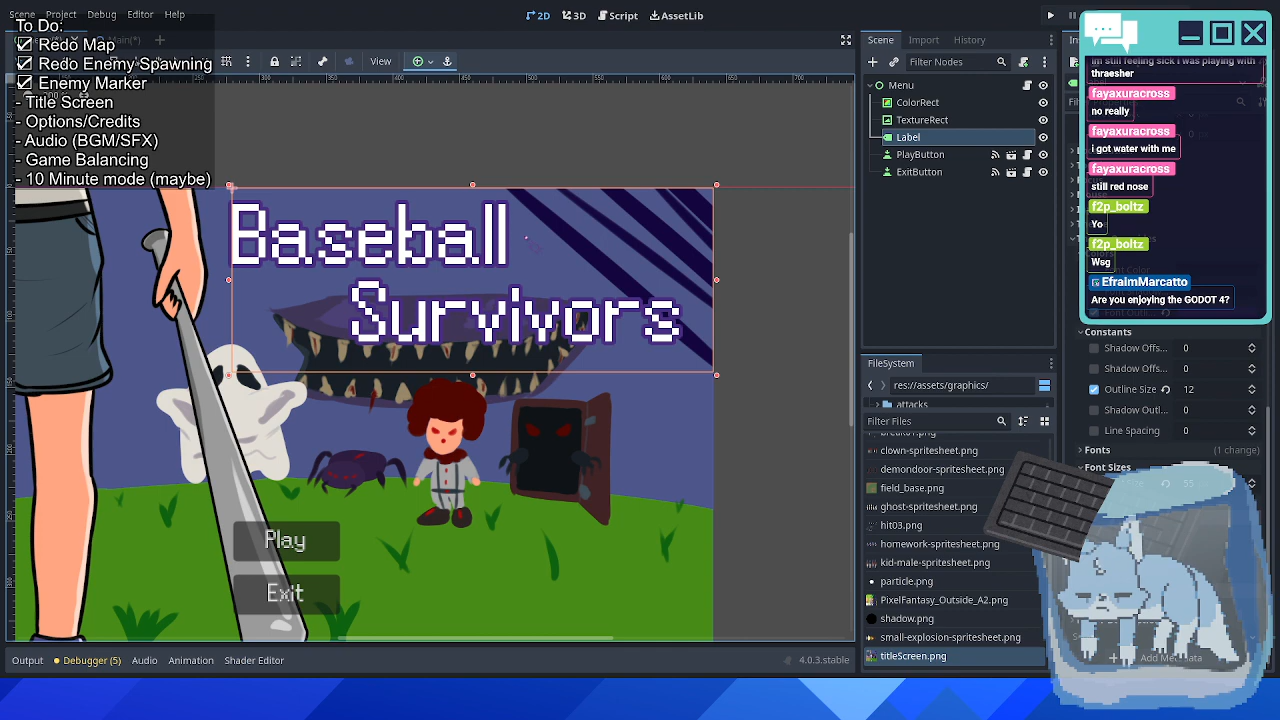 Scene Project Debug Editor Help
2D 3D Script AssetLib
To Do:
Redo Map
Redo Enemy Spawning
Enemy Marker
- Title Screen
- Options/Credits
- Audio (BGM/SFX)
- Game Balancing
- 10 Minute mode (maybe)
View
Baseball
Survivors
Play
Exit
Output Debugger (5) Audio Animation Shader Editor
4.0.3.stable
Scene Import History
Filter Nodes
Menu
ColorRect
TextureRect
Label
PlayButton
ExitButton
FileSystem
res://assets/graphics/
attacks
Filter Files
clown-spritesheet.png
demondoor-spritesheet.png
field_base.png
ghost-spritesheet.png
hit03.png
homework-spritesheet.png
kid-male-spritesheet.png
particle.png
PixelFantasy_Outside_A2.png
shadow.png
small-explosion-spritesheet.png
titleScreen.png
im still feeling sick i was playing with
thraesher
fayaxuracross
no really
fayaxuracross
i got water with me
fayaxuracross
still red nose
f2p_boltz
Yo
f2p_boltz
Wsg
EfraimMarcatto
Are you enjoying the GODOT 4?
Constants
Shadow Offs... 0
Shadow Offs... 0
Outline Size 12
Shadow Outl... 0
Line Spacing 0
Fonts (1 change)
Font Sizes
55
Add Metadata